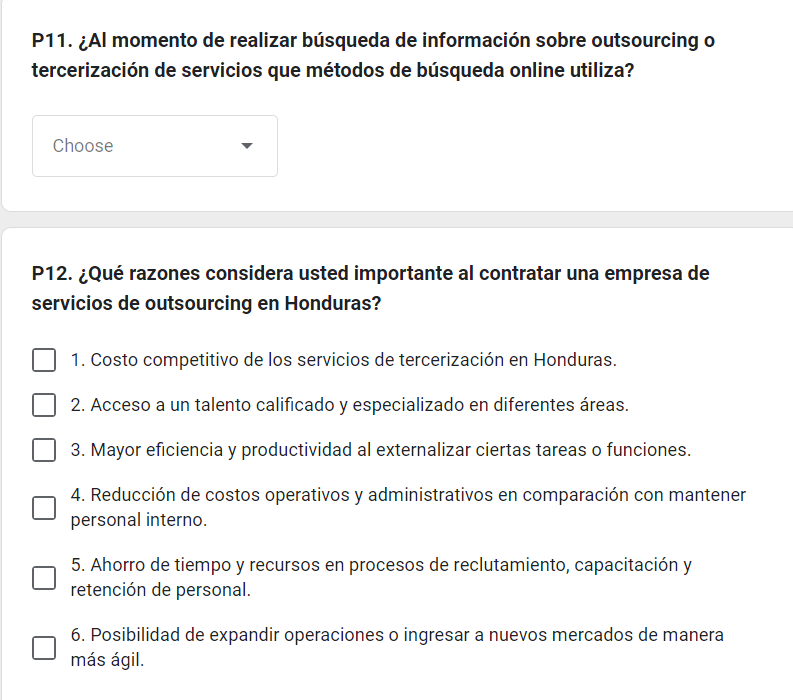 P11. ¿Al momento de realizar búsqueda de información sobre outsourcing o
tercerización de servicios que métodos de búsqueda online utiliza?
Choose
P12. ¿Qué razones considera usted importante al contratar una empresa de
servicios de outsourcing en Honduras?
1. Costo competitivo de los servicios de tercerización en Honduras.
2. Acceso a un talento calificado y especializado en diferentes áreas.
3. Mayor eficiencia y productividad al externalizar ciertas tareas o funciones.
4. Reducción de costos operativos y administrativos en comparación con mantener
personal interno.
5. Ahorro de tiempo y recursos en procesos de reclutamiento, capacitación y
retención de personal.
6. Posibilidad de expandir operaciones o ingresar a nuevos mercados de manera
más ágil.